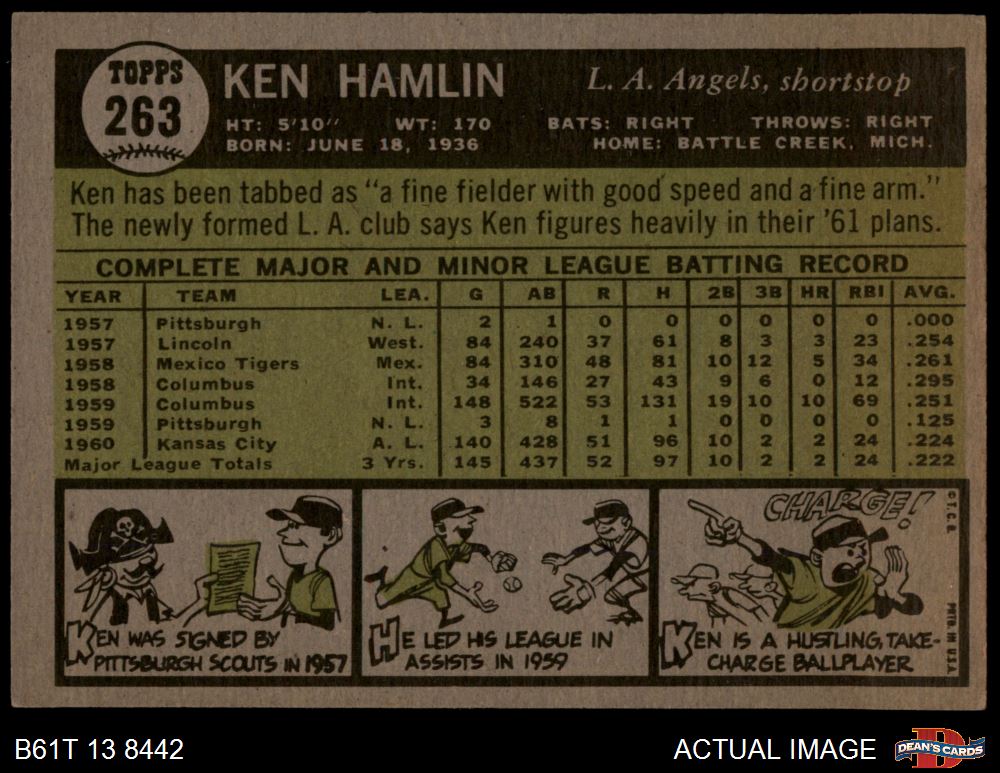 TOPPS
263
KEN HAMLIN
L. A. Angels, shortstop
HT: 5'10" WT: 170 BATS: RIGHT THROWS: RIGHT
BORN: JUNE 18, 1936 HOME: BATTLE CREEK, MICH.
Ken has been tabbed as "a fine fielder with good speed and a fine arm."
The newly formed L. A. club says Ken figures heavily in their '61 plans.
COMPLETE MAJOR AND MINOR LEAGUE BATTING RECORD
YEAR TEAM LEA. G AB R H 2B 3B HR RBI AVG.
1957 Pittsburgh N. L. 2 1 0 0 0 0 0 0 .000
1957 Lincoln West. 84 240 37 61 8 3 3 23 .254
1958 Mexico Tigers Mex. 84 310 48 81 10 12 5 34 .261
1958 Columbus Int. 34 146 27 43 9 6 0 12 .295
1959 Columbus Int. 148 522 53 131 19 10 10 69 .251
1959 Pittsburgh N. L. 3 8 1 1 0 0 0 0 .125
1960 Kansas City A. L. 140 428 51 96 10 2 2 24 .224
Major League Totals 3 Yrs. 145 437 52 97 10 2 2 24 .222
KEN WAS SIGNED BY
PITTSBURGH SCOUTS IN 1957
HE LED HIS LEAGUE IN
ASSISTS IN 1959
CHARGE!
KEN IS A HUSTLING, TAKE-
CHARGE BALLPLAYER
© T. C. G. PRTD. IN U.S.A.
B61T 13 8442
ACTUAL IMAGE
D
DEAN'S CARDS